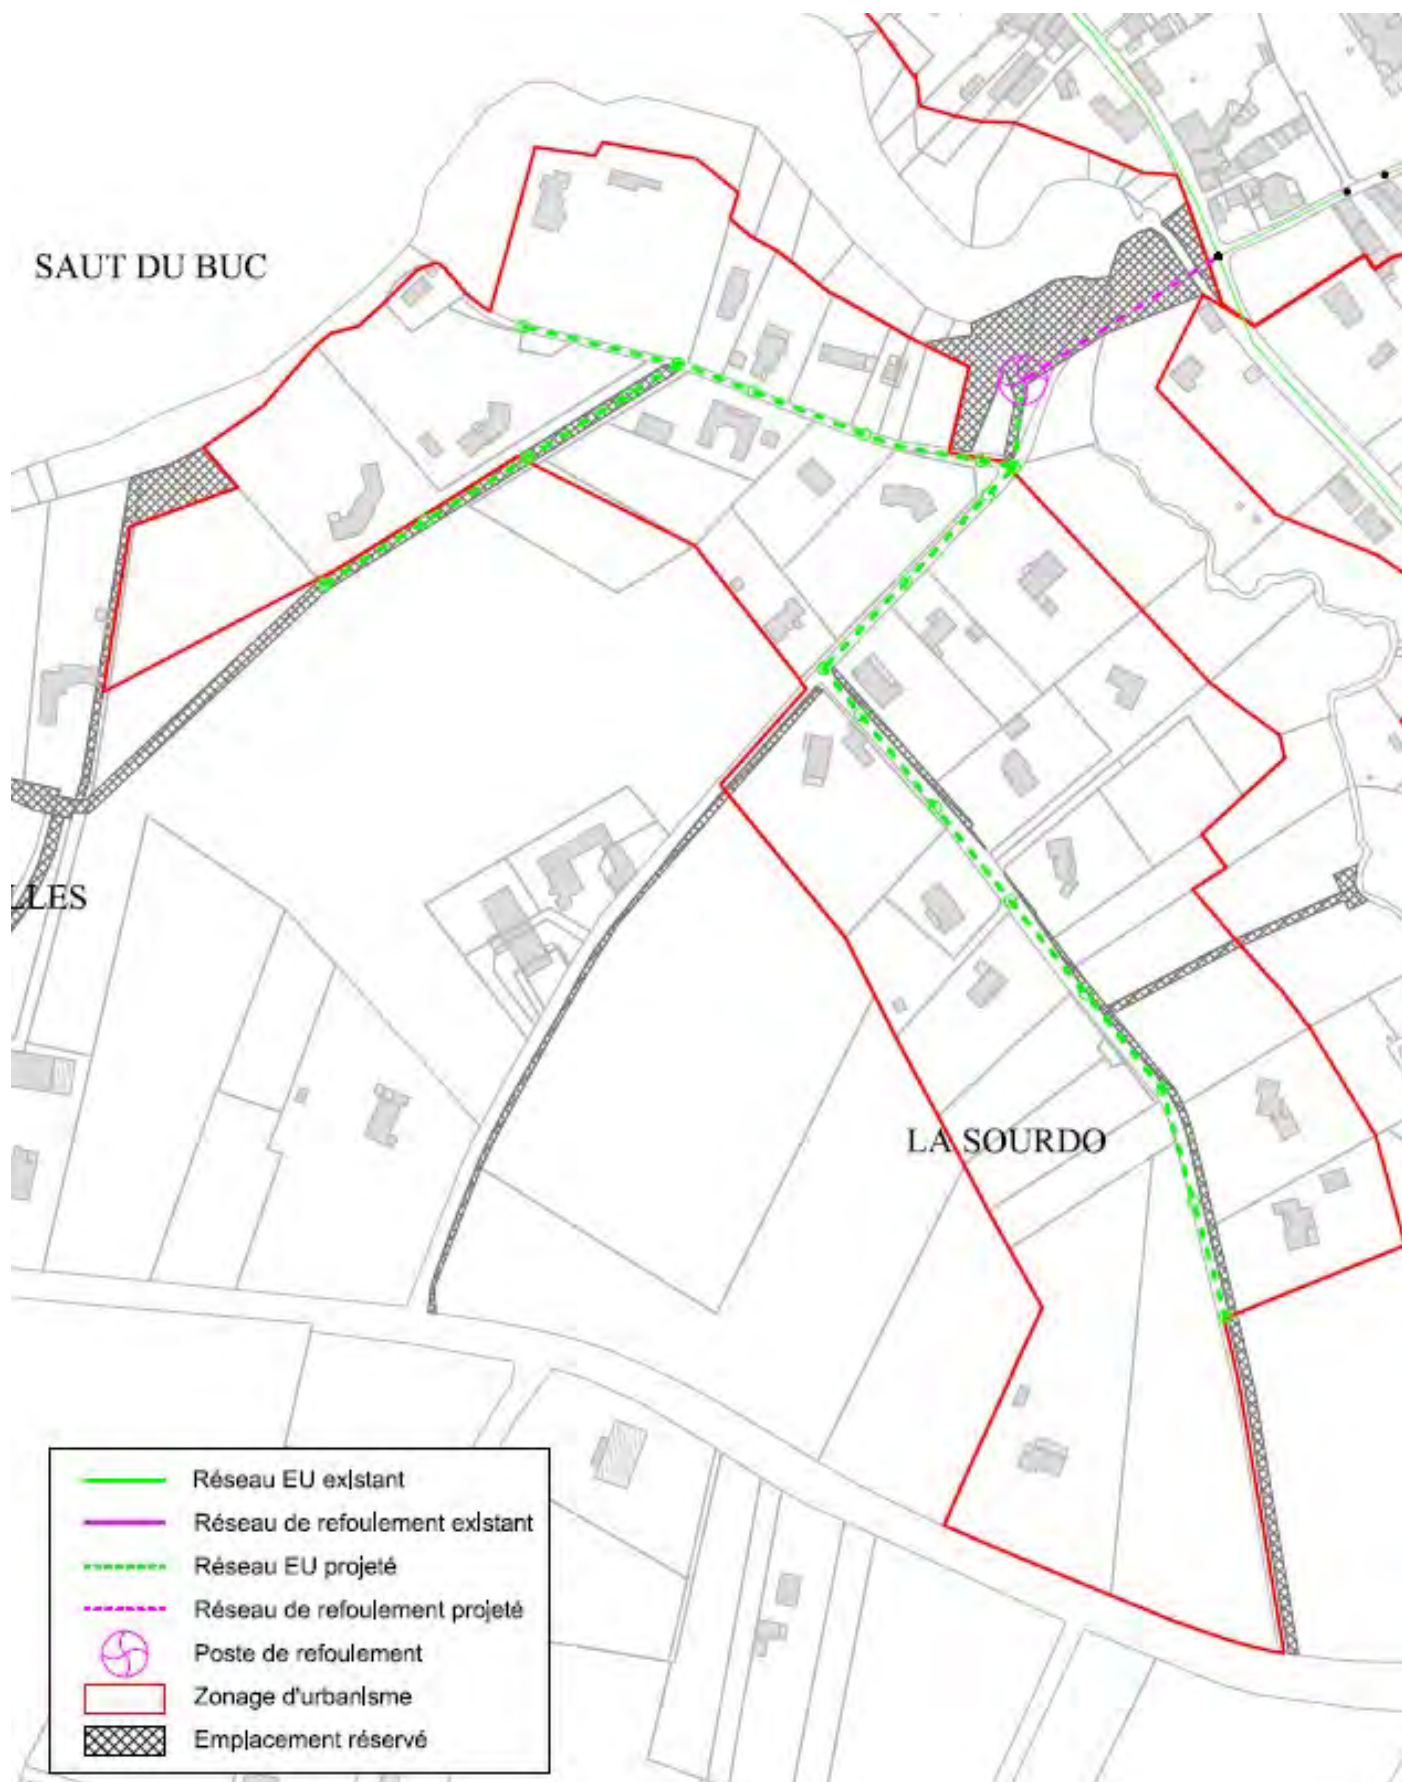 SAUT DU BUC
LLES
LA SOURDO
Réseau EU existant
Réseau de refoulement existant
Réseau EU projeté
Réseau de refoulement projeté
Poste de refoulement
Zonage d'urbanisme
Emplacement réservé